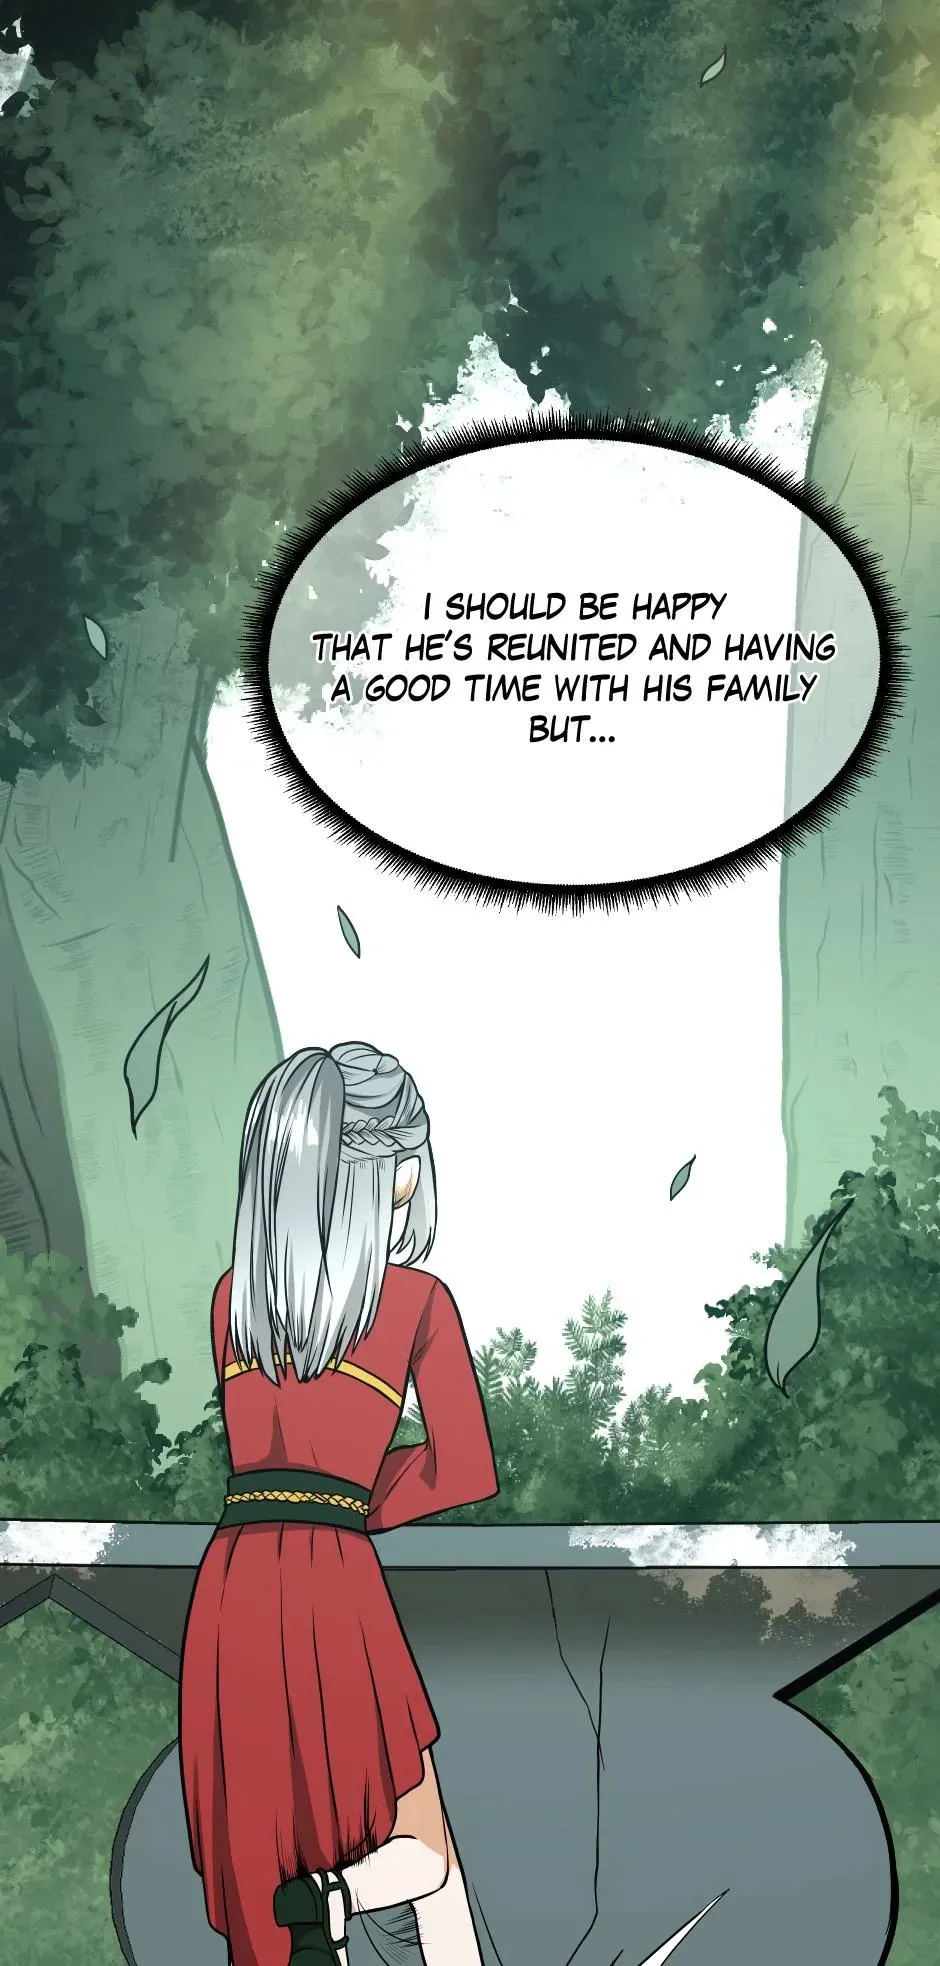 I SHOULD BE HAPPY
THAT HE'S REUNITED AND HAVING
A GOOD TIME WITH HIS FAMILY
BUT...